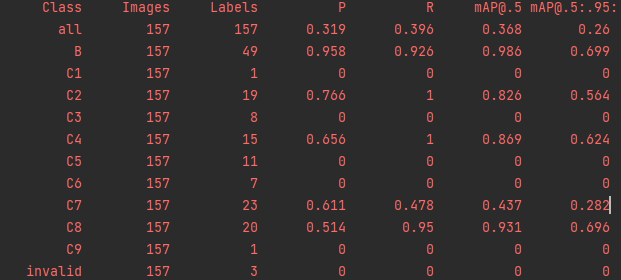 Class Images Labels P R mAP@.5 mAP@.5:.95:
all 157 157 0.319 0.396 0.368 0.26
B 157 49 0.958 0.926 0.986 0.699
C1 157 1 0 0 0 0
C2 157 19 0.766 1 0.826 0.564
C3 157 8 0 0 0 0
C4 157 15 0.656 1 0.869 0.624
C5 157 11 0 0 0 0
C6 157 7 0 0 0 0
C7 157 23 0.611 0.478 0.437 0.282
C8 157 20 0.514 0.95 0.931 0.696
C9 157 1 0 0 0 0
invalid 157 3 0 0 0 0